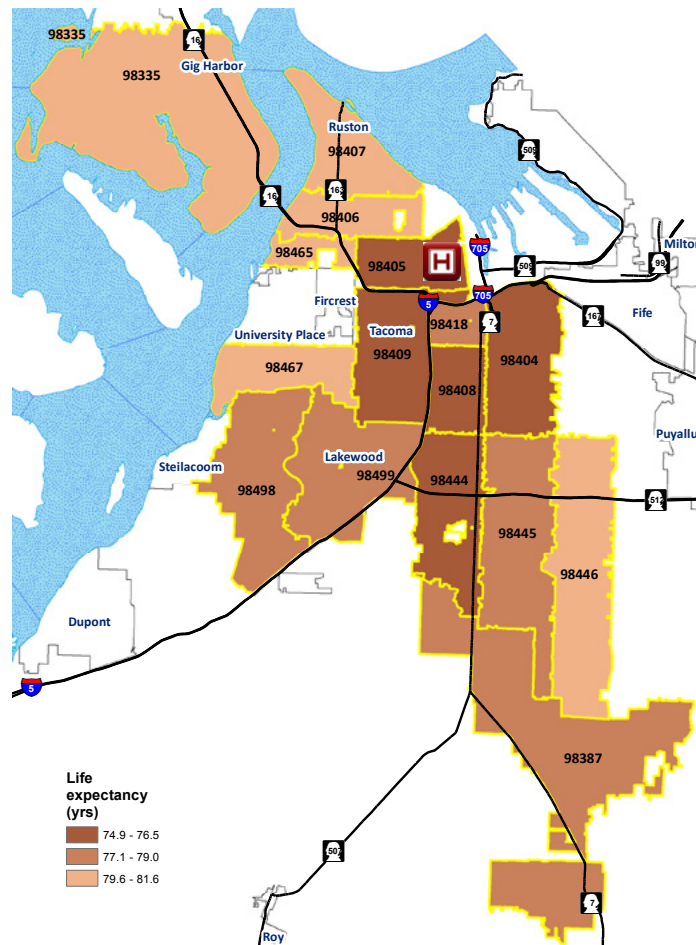 98335
16
Gig Harbor
98335
Ruston
98407
509
163
16
98406
Milton
705
98465
98405
H
509
99
705
Fircrest
5
98418
7
167
Fife
University Place
Tacoma
98409
98404
98467
98408
Puyallu
Steilacoom
Lakewood
98499
98498
98444
512
98445
98446
Dupont
5
98387
Life
expectancy
(yrs)
74.9 - 76.5
77.1 - 79.0
79.6 - 81.6
507
7
Roy